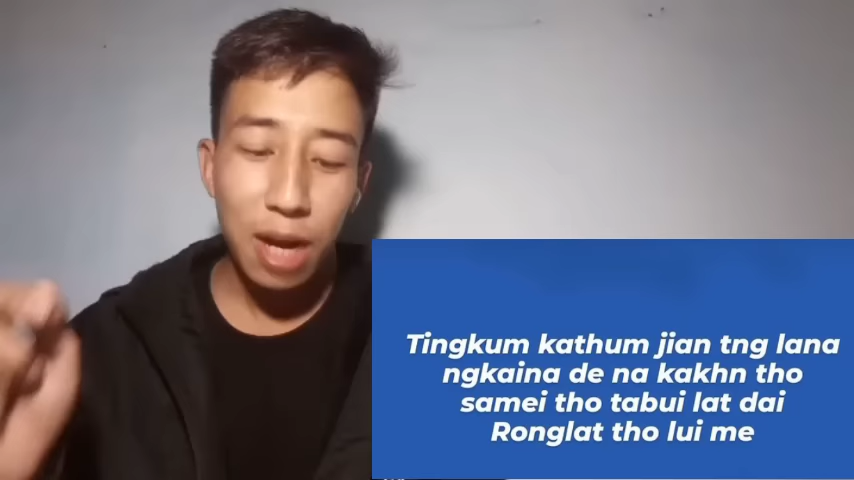 Tingkum kathum jian tng lana
ngkaina de na kakhn tho
samei tho tabui lat dai
Ronglat tho lui me